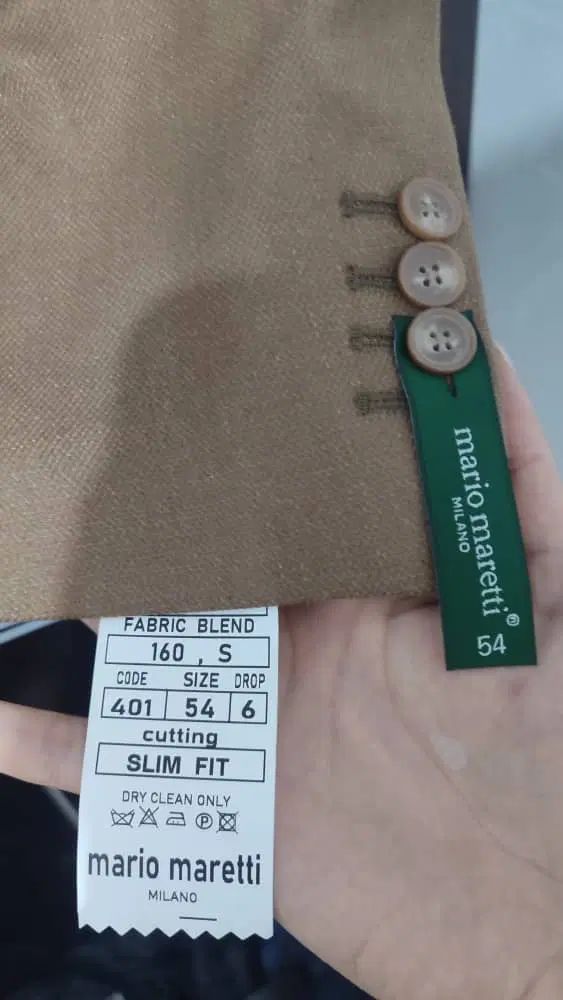 mario maretti®
MILANO
54
FABRIC BLEND
160 , S
CODE SIZE DROP
401 54 6
cutting
SLIM FIT
DRY CLEAN ONLY
P
mario maretti
MILANO